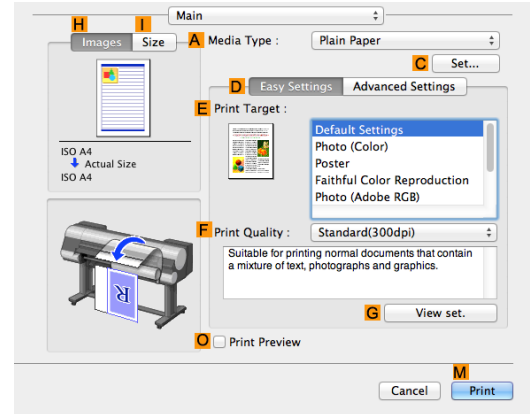 Main
H I
Images Size
A Media Type : Plain Paper
C Set...
D Easy Settings Advanced Settings
E Print Target :
Default Settings
Photo (Color)
Poster
Faithful Color Reproduction
Photo (Adobe RGB)
ISO A4
Actual Size
ISO A4
F Print Quality : Standard(300dpi)
Suitable for printing normal documents that contain
a mixture of text, photographs and graphics.
R
G View set.
O Print Preview
M
Cancel Print